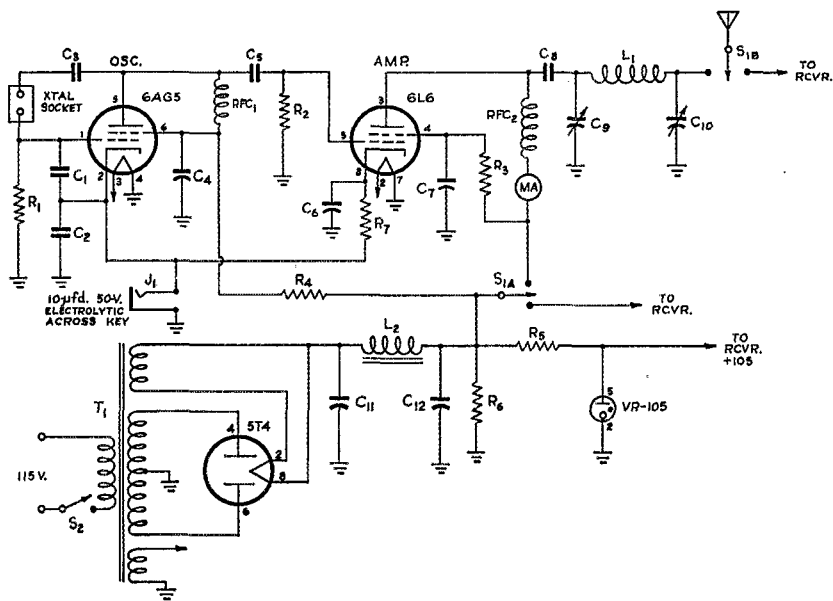 OSC.
AMP.
C3
C5
C8
L1
S1B
TO RCVR.
XTAL SOCKET
6AG5
RFC1
R2
6L6
RFC2
C9
C10
5
1
6
2
3
4
3
5
4
8
2
7
C1
C4
C6
R7
C7
R3
MA
R1
C2
J1
10-μfd. 50-V.
ELECTROLYTIC
ACROSS KEY
R4
S1A
TO RCVR.
L2
R5
TO
RCVR.
+105
T1
C11
C12
R6
5
VR-105
2
5T4
4
2
8
6
115 V.
S2